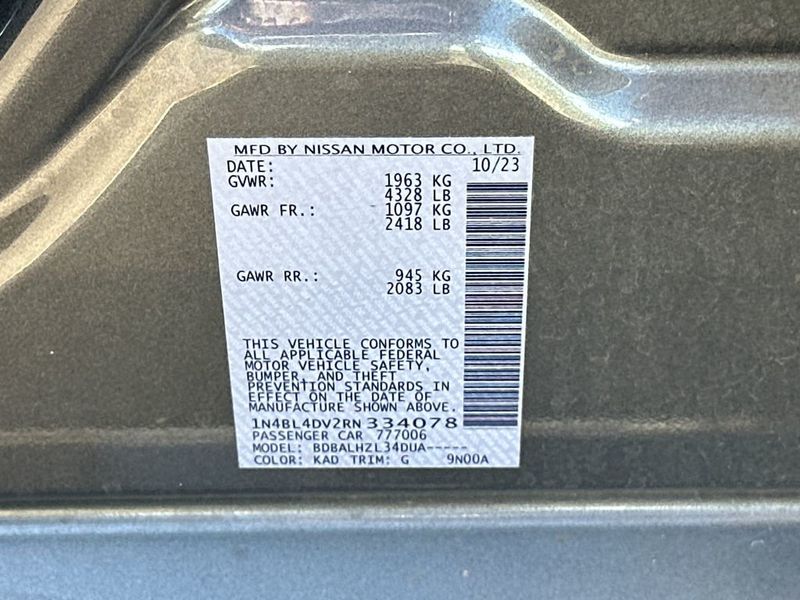 MFD BY NISSAN MOTOR CO., LTD.
DATE: 10/23
GVWR: 1963 KG
4328 LB
GAWR FR.: 1097 KG
2418 LB
GAWR RR.: 945 KG
2083 LB
THIS VEHICLE CONFORMS TO
ALL APPLICABLE FEDERAL
MOTOR VEHICLE SAFETY,
BUMPER, AND THEFT
PREVENTION STANDARDS IN
EFFECT ON THE DATE OF
MANUFACTURE SHOWN ABOVE.
1N4BL4DV2RN334078
PASSENGER CAR 777006
MODEL: BDBALHZL34DUA-----
COLOR: KAD TRIM: G 9N00A